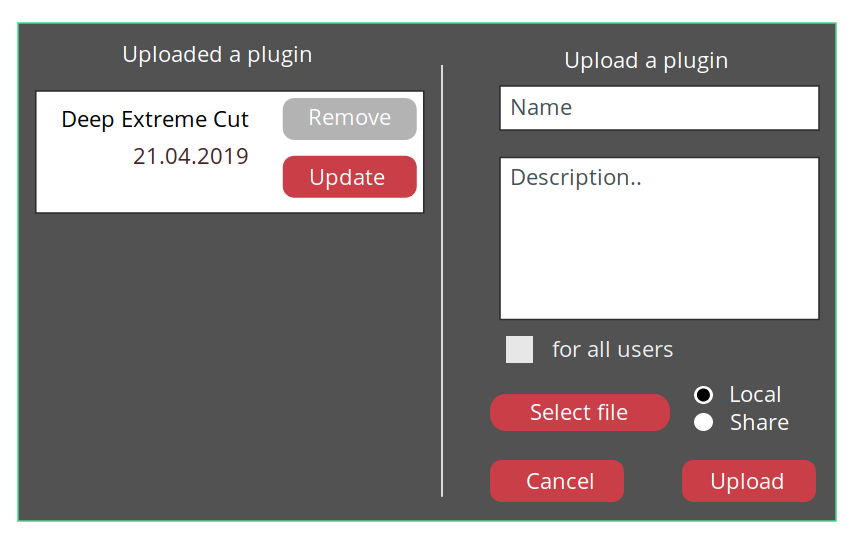 Uploaded a plugin
Deep Extreme Cut
21.04.2019
Remove
Update
Upload a plugin
Name
Description..
for all users
Select file
Local
Share
Cancel
Upload